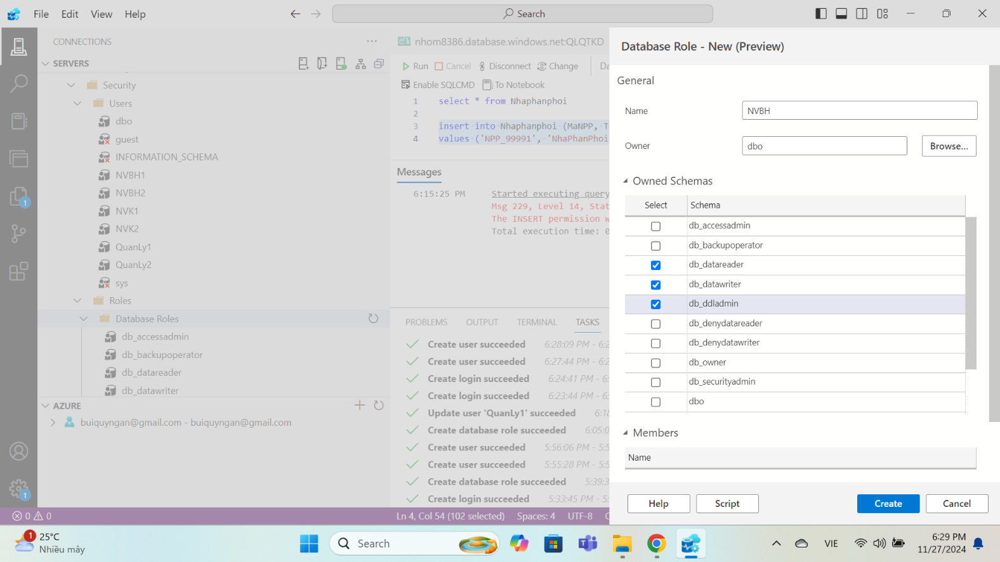 File Edit View Help
Search
CONNECTIONS
SERVERS
Security
Users
dbo
guest
INFORMATION_SCHEMA
NVBH1
NVBH2
NVK1
NVK2
QuanLy1
QuanLy2
sys
Roles
Database Roles
db_accessadmin
db_backupoperator
db_datareader
db_datawriter
AZURE
buiquyngan@gmail.com - buiquyngan@gmail.com
1
1
nhom8386.database.windows.net:QLQTKD
Run Cancel Disconnect Change Da
Enable SQLCMD To Notebook
1 select * from Nhaphanphoi
2
3 insert into Nhaphanphoi (MaNPP, T
4 values ('NPP_99991', 'NhaPhanPhoi
Messages
6:15:25 PM Started executing query
Msg 229, Level 14, Stat
The INSERT permission w
Total execution time: 0
PROBLEMS OUTPUT TERMINAL TASKS
Create user succeeded 6:28:09 PM - 6:2
Create user succeeded 6:27:44 PM - 6:2
Create login succeeded 6:24:41 PM - 6:
Create login succeeded 6:23:44 PM - 6:
Update user 'QuanLy1' succeeded 6:18
Create database role succeeded 6:05:0
Create user succeeded 5:56:06 PM - 5:5
Create user succeeded 5:55:28 PM - 5:5
Create database role succeeded 5:39:3
Create login succeeded 5:33:45 PM - 5:
Database Role - New (Preview)
General
Name NVBH
Owner dbo Browse...
Owned Schemas
Select Schema
db_accessadmin
db_backupoperator
db_datareader
db_datawriter
db_ddladmin
db_denydatareader
db_denydatawriter
db_owner
db_securityadmin
dbo
Members
Name
Help Script Create Cancel
0 0
Ln 4, Col 54 (102 selected) Spaces: 4 UTF-8
1
25°C
Nhiều mây
Search
VIE
6:29 PM
11/27/2024